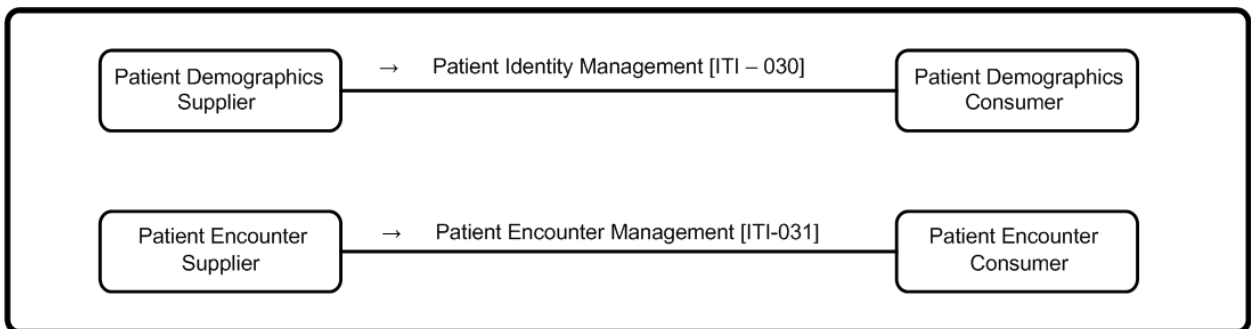 Patient Demographics
Supplier
→ Patient Identity Management [ITI – 030]
Patient Demographics
Consumer
Patient Encounter
Supplier
→ Patient Encounter Management [ITI-031]
Patient Encounter
Consumer